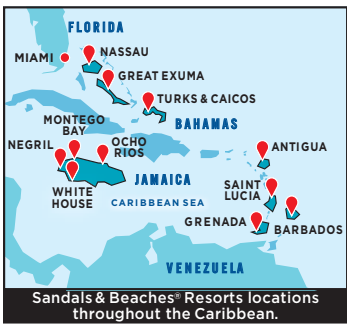 FLORIDA
MIAMI
NASSAU
GREAT EXUMA
TURKS & CAICOS
BAHAMAS
MONTEGO
BAY
NEGRIL
OCHO
RIOS
ANTIGUA
JAMAICA
WHITE
HOUSE
CARIBBEAN SEA
SAINT
LUCIA
GRENADA
BARBADOS
VENEZUELA
Sandals & Beaches® Resorts locations
throughout the Caribbean.